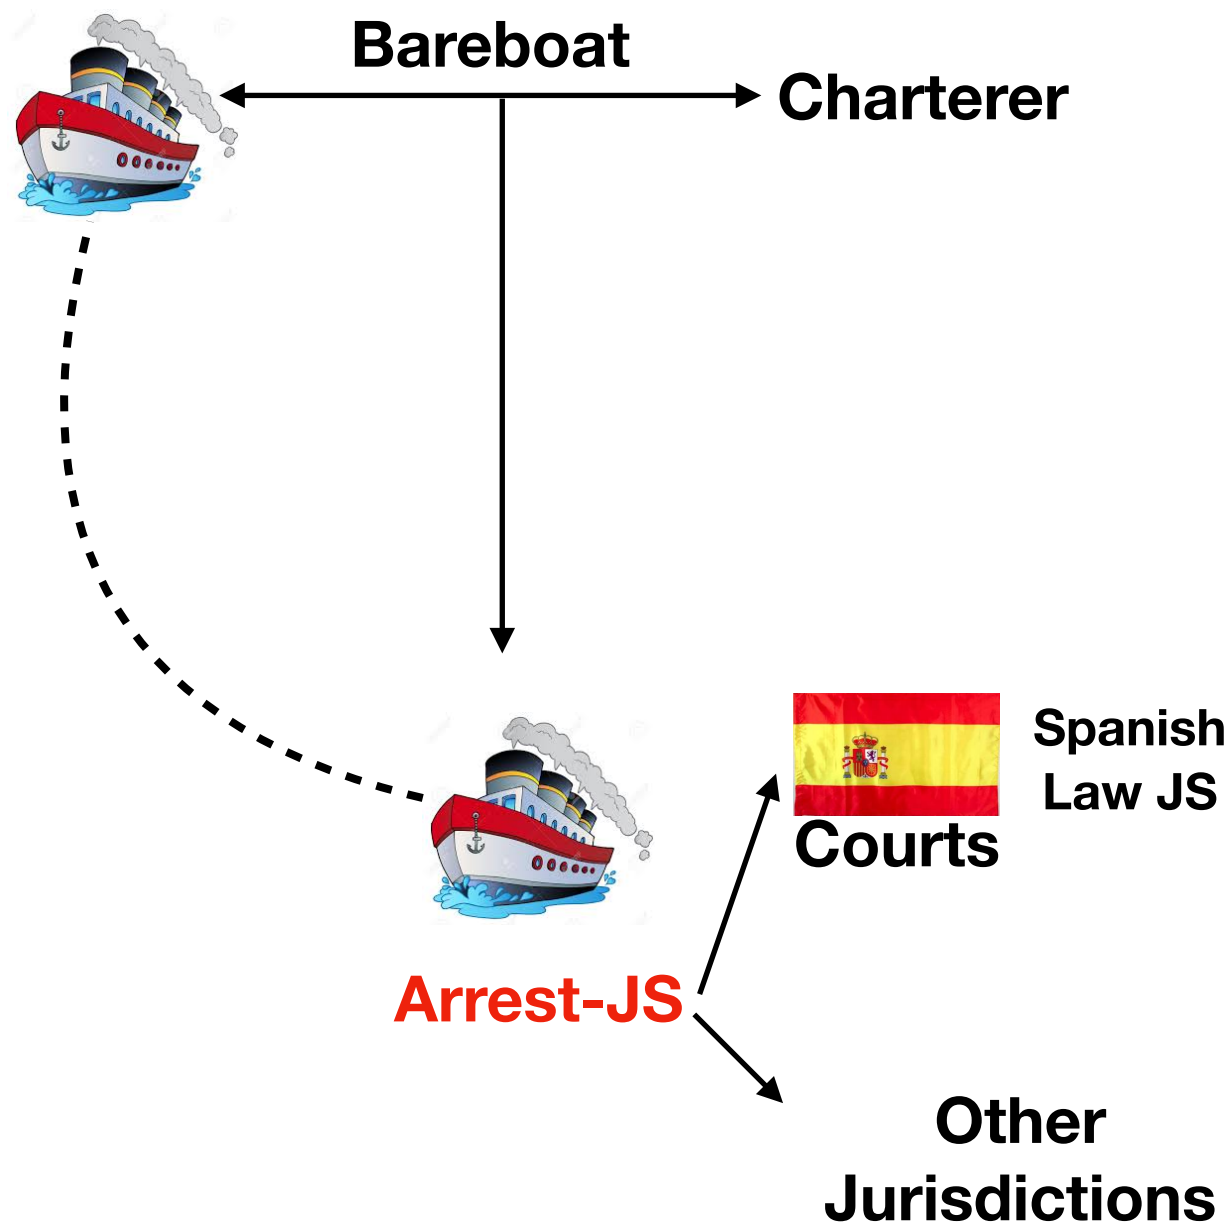 Bareboat
Charterer
Spanish
Law JS
Courts
Arrest-JS
Other
Jurisdictions